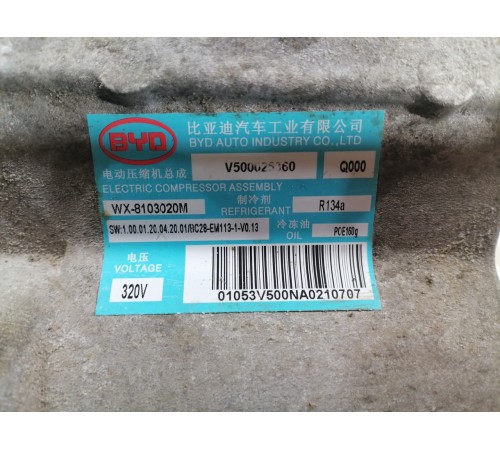 BYD
比亚迪汽车工业有限公司
BYD AUTO INDUSTRY CO., LTD
电动压缩机总成 Q000
ELECTRIC COMPRESSOR ASSEMBLY
WX-8103020M 制冷剂 REFRIGERANT R134a
SW:1.00.01.20.04.20.01/BC28-EM113-1-V0.13 冷冻油 OIL POE160g
电压
VOLTAGE
320V
01053V500NA0210707